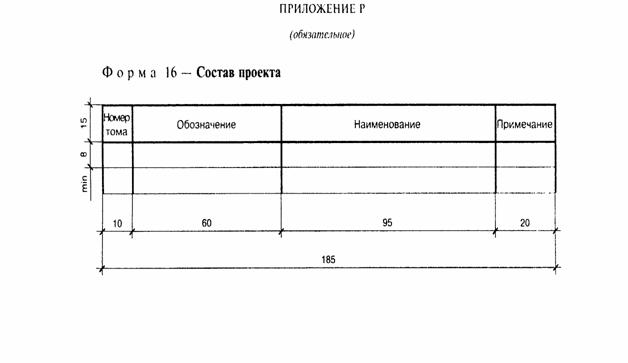 ПРИЛОЖЕНИЕ Р
(обязательное)
Форма 16 — Состав проекта
Номер тома
Обозначение
Наименование
Примечание
15
8
min
10
60
95
20
185